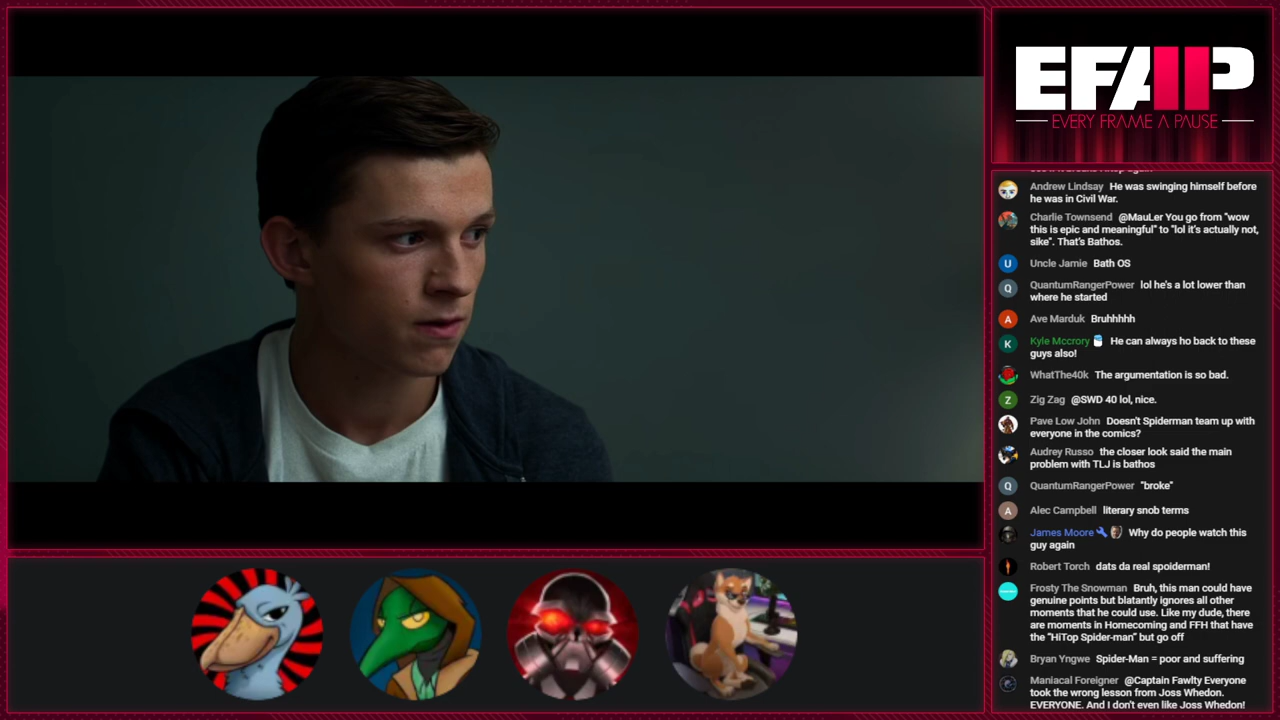 EFAP
EVERY FRAME A PAUSE
Andrew Lindsay He was swinging himself before
he was in Civil War.
Charlie Townsend @MauLer You go from "wow
this is epic and meaningful" to "lol it's actually not,
sike". That's Bathos.
U
Uncle Jamie Bath OS
Q
QuantumRangerPower lol he's a lot lower than
where he started
A
Ave Marduk Bruhhhhh
K
Kyle Mccrory He can always ho back to these
guys also!
WhatThe40k The argumentation is so bad.
Z
Zig Zag @SWD 40 lol, nice.
Pave Low John Doesn't Spiderman team up with
everyone in the comics?
Audrey Russo the closer look said the main
problem with TLJ is bathos
Q
QuantumRangerPower "broke"
A
Alec Campbell literary snob terms
James Moore Why do people watch this
guy again
Robert Torch dats da real spoiderman!
Frosty The Snowman Bruh, this man could have
genuine points but blatantly ignores all other
moments that he could use. Like my dude, there
are moments in Homecoming and FFH that have
the "HiTop Spider-man" but go off
Bryan Yngwe Spider-Man = poor and suffering
Maniacal Foreigner @Captain Fawlty Everyone
took the wrong lesson from Joss Whedon.
EVERYONE. And I don't even like Joss Whedon!